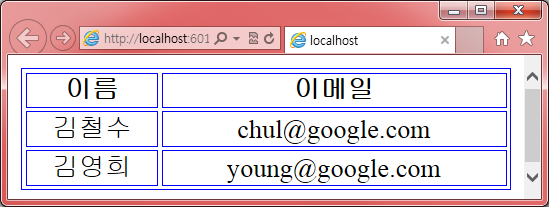 http://localhost:601
localhost
이름 이메일
김철수 chul@google.com
김영희 young@google.com